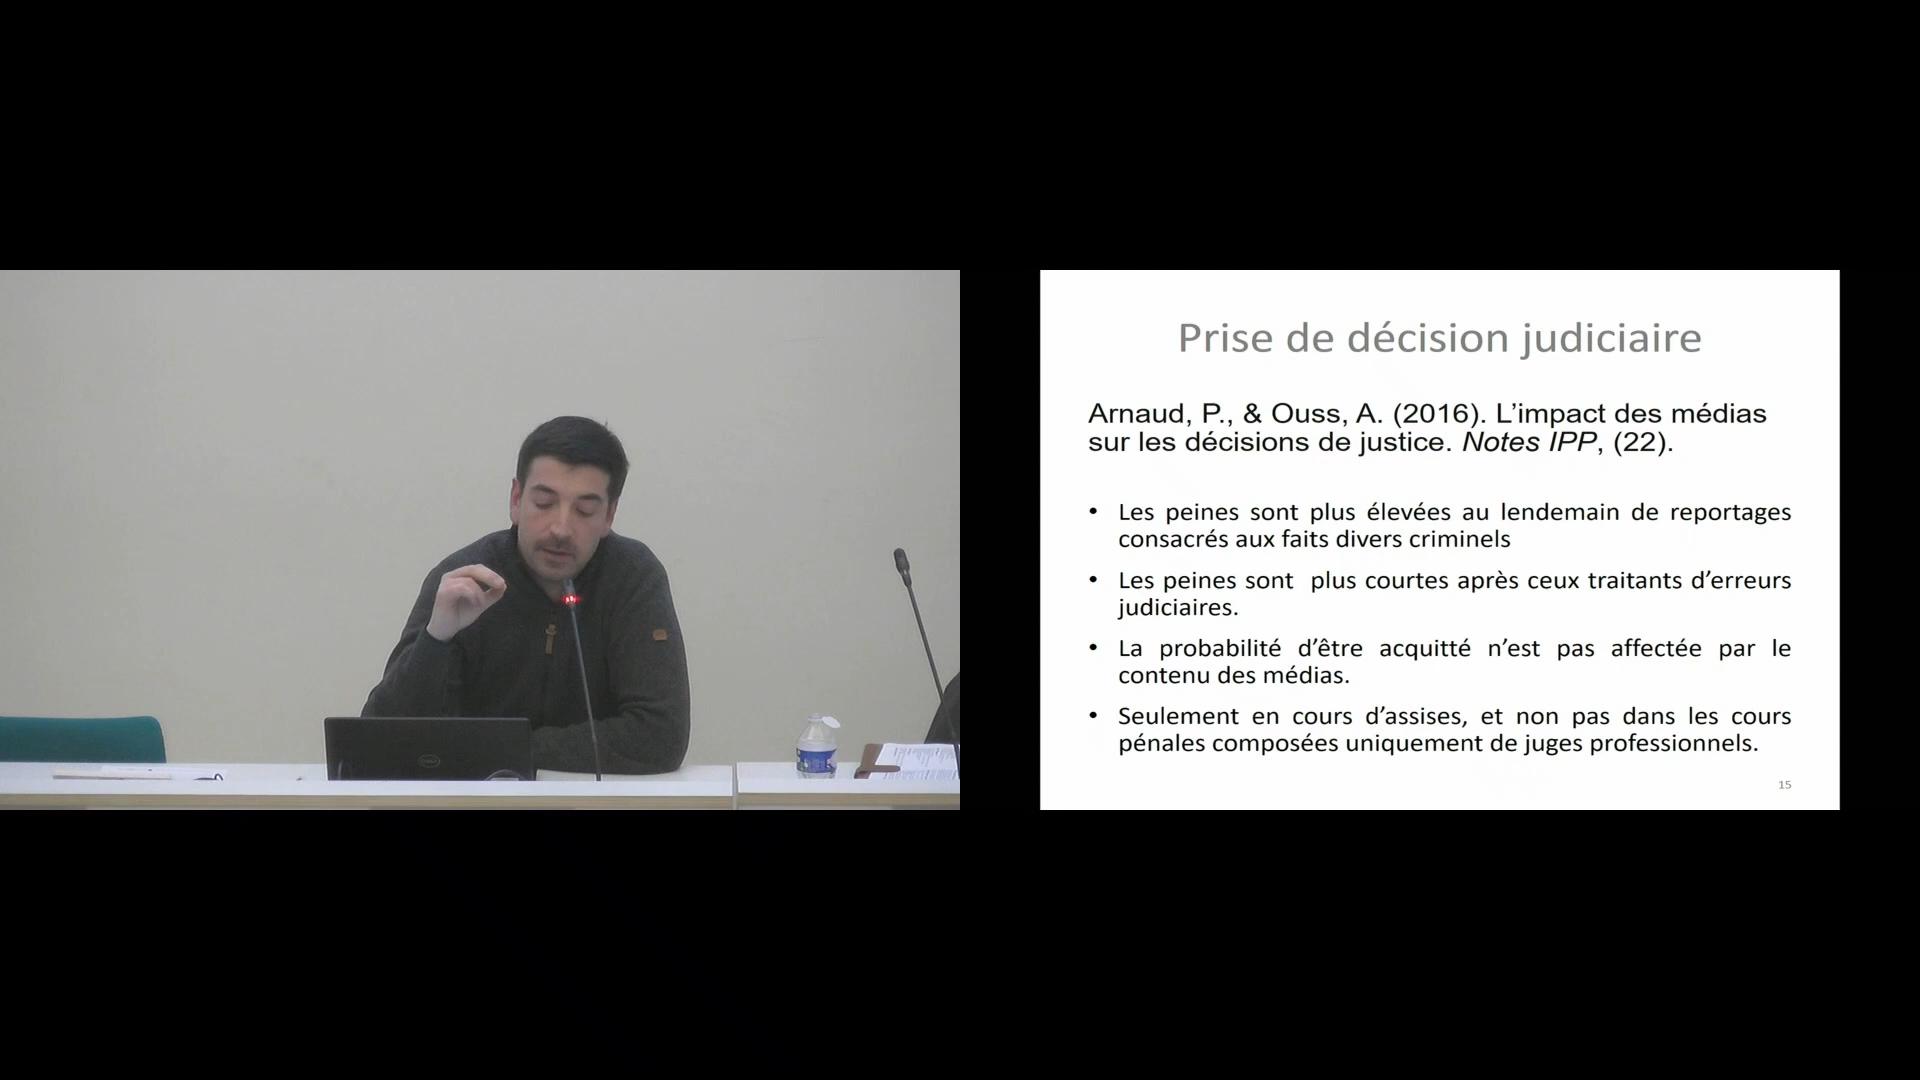 Prise de décision judiciaire
Arnaud, P., & Ouss, A. (2016). L’impact des médias
sur les décisions de justice. Notes IPP, (22).
• Les peines sont plus élevées au lendemain de reportages
consacrés aux faits divers criminels
• Les peines sont  plus courtes après ceux traitants d’erreurs
judiciaires.
• La probabilité d’être acquitté n’est pas affectée par le
contenu des médias.
• Seulement en cours d’assises, et non pas dans les cours
pénales composées uniquement de juges professionnels.
15